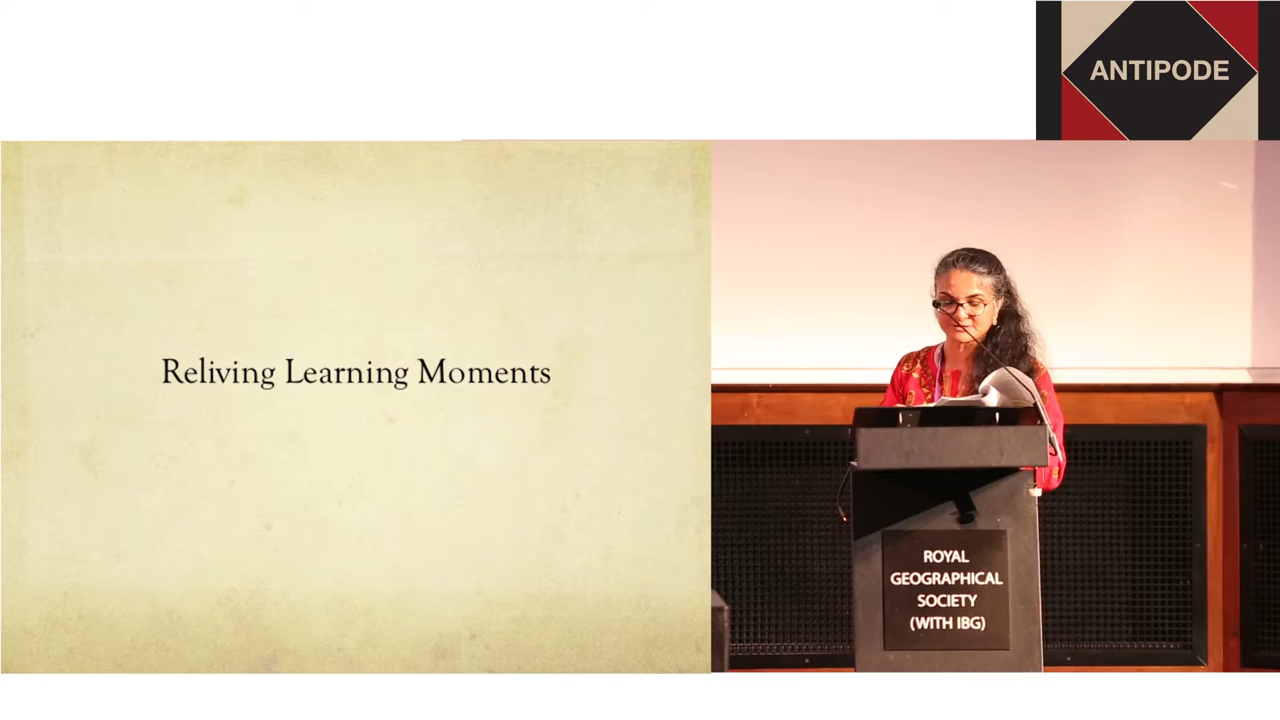 ANTIPODE
Reliving Learning Moments
ROYAL
GEOGRAPHICAL
SOCIETY
(WITH IBG)